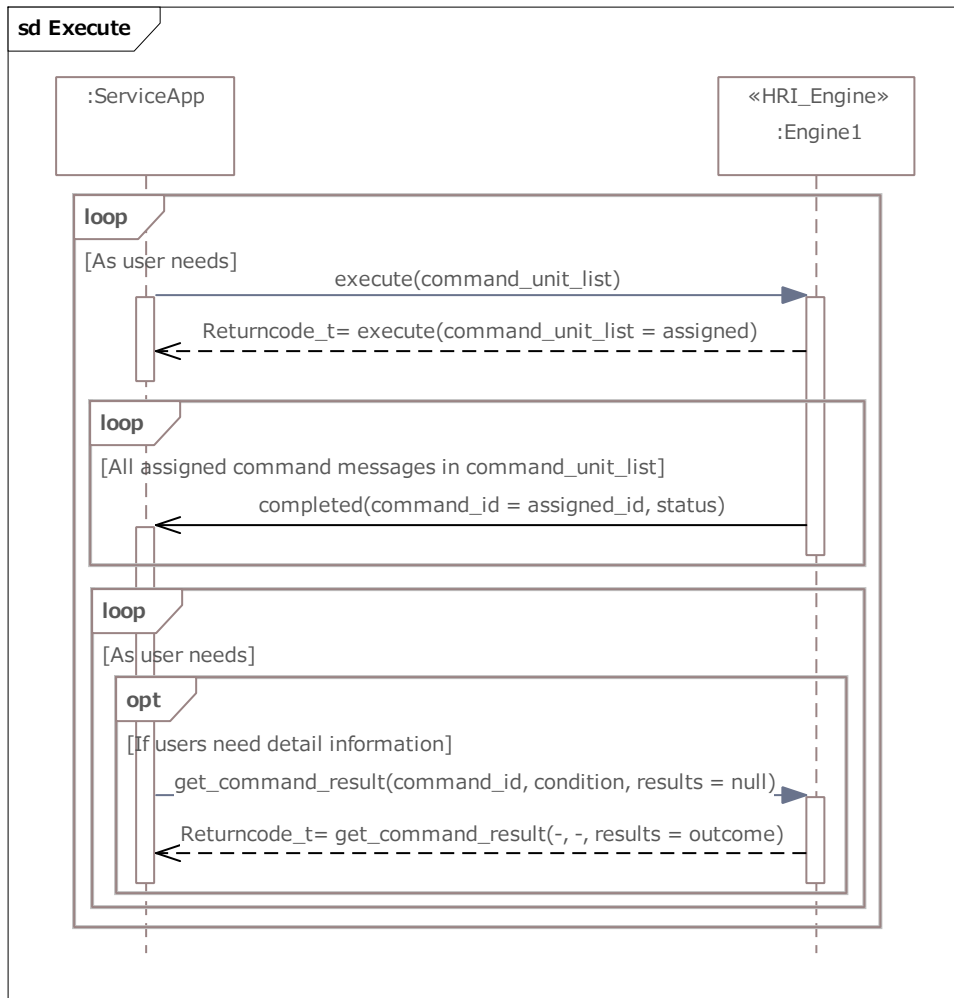 sd Execute
:ServiceApp
«HRI_Engine»
:Engine1
loop
[As user needs]
execute(command_unit_list)
Returncode_t= execute(command_unit_list = assigned)
loop
[All assigned command messages in command_unit_list]
completed(command_id = assigned_id, status)
loop
[As user needs]
opt
[If users need detail information]
get_command_result(command_id, condition, results = null)
Returncode_t= get_command_result(-, -, results = outcome)